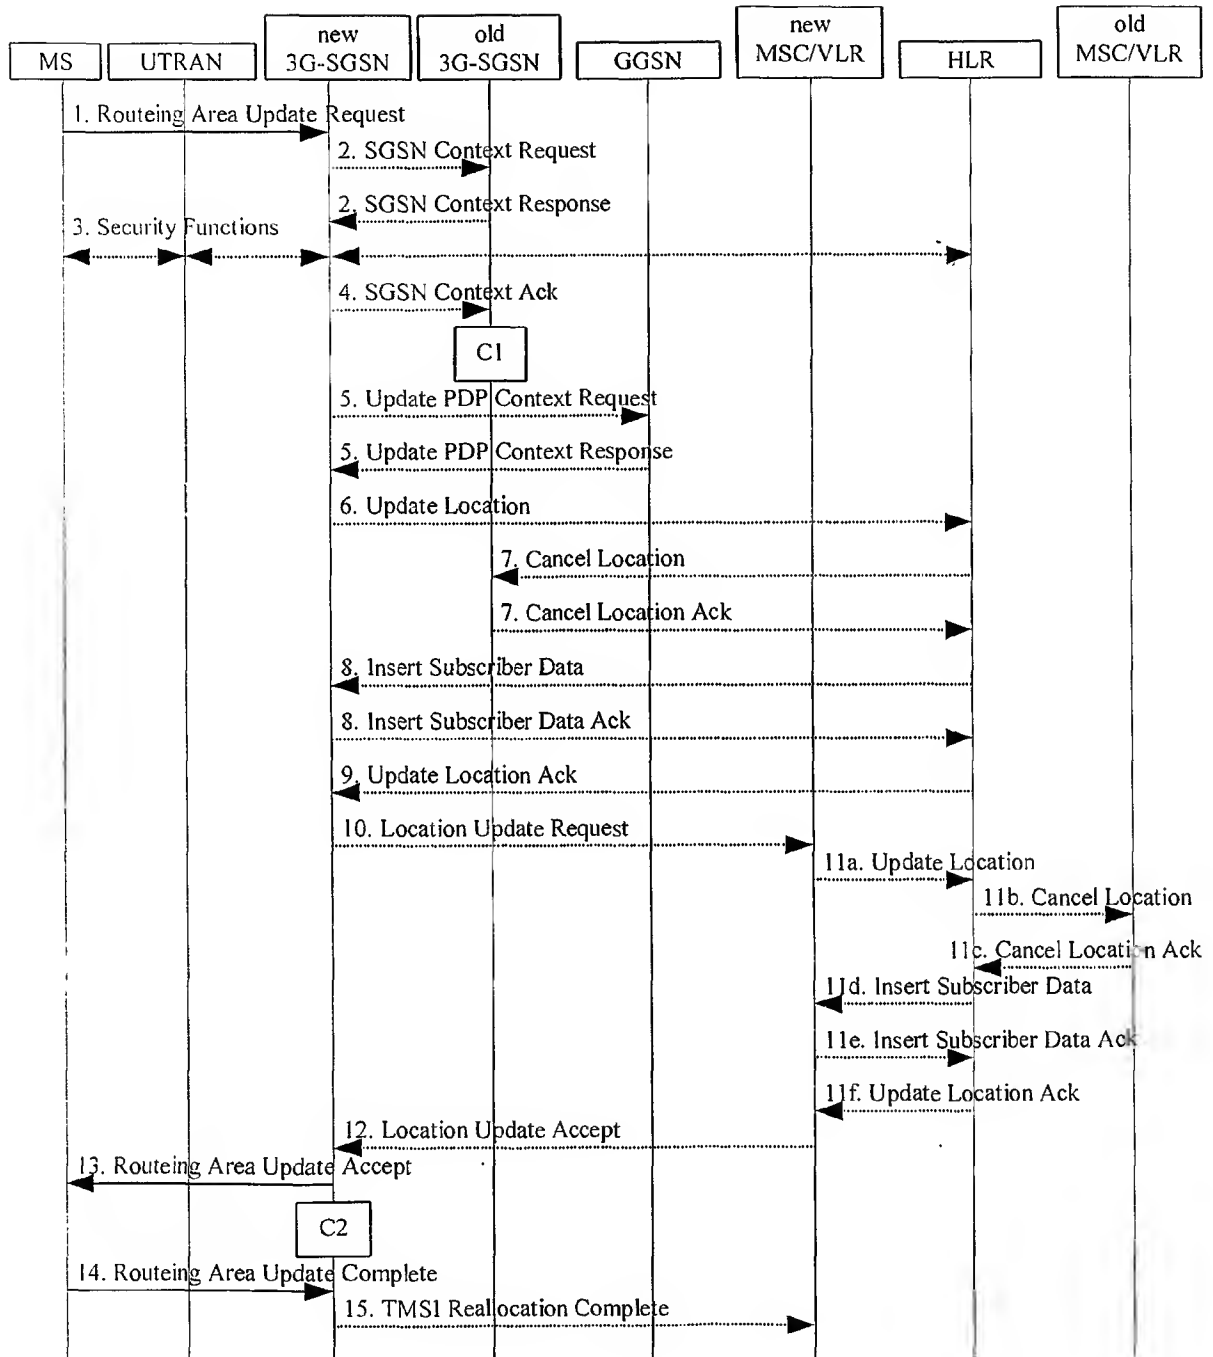 MS
UTRAN
new
3G-SGSN
old
3G-SGSN
GGSN
new
MSC/VLR
HLR
old
MSC/VLR
1. Routeing Area Update Request
2. SGSN Context Request
2. SGSN Context Response
3. Security Functions
4. SGSN Context Ack
C1
5. Update PDP Context Request
5. Update PDP Context Response
6. Update Location
7. Cancel Location
7. Cancel Location Ack
8. Insert Subscriber Data
8. Insert Subscriber Data Ack
9. Update Location Ack
10. Location Update Request
11a. Update Location
11b. Cancel Location
11c. Cancel Location Ack
11d. Insert Subscriber Data
11e. Insert Subscriber Data Ack
11f. Update Location Ack
12. Location Update Accept
13. Routeing Area Update Accept
C2
14. Routeing Area Update Complete
15. TMSI Reallocation Complete